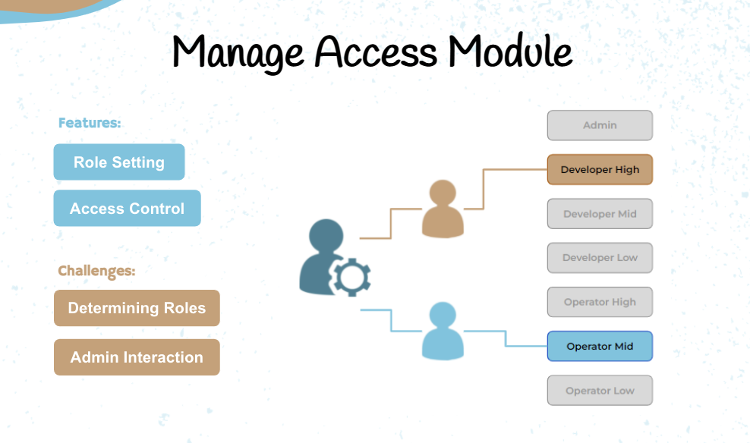 Manage Access Module
Features:
Role Setting
Access Control
Challenges:
Determining Roles
Admin Interaction
Admin
Developer High
Developer Mid
Developer Low
Operator High
Operator Mid
Operator Low